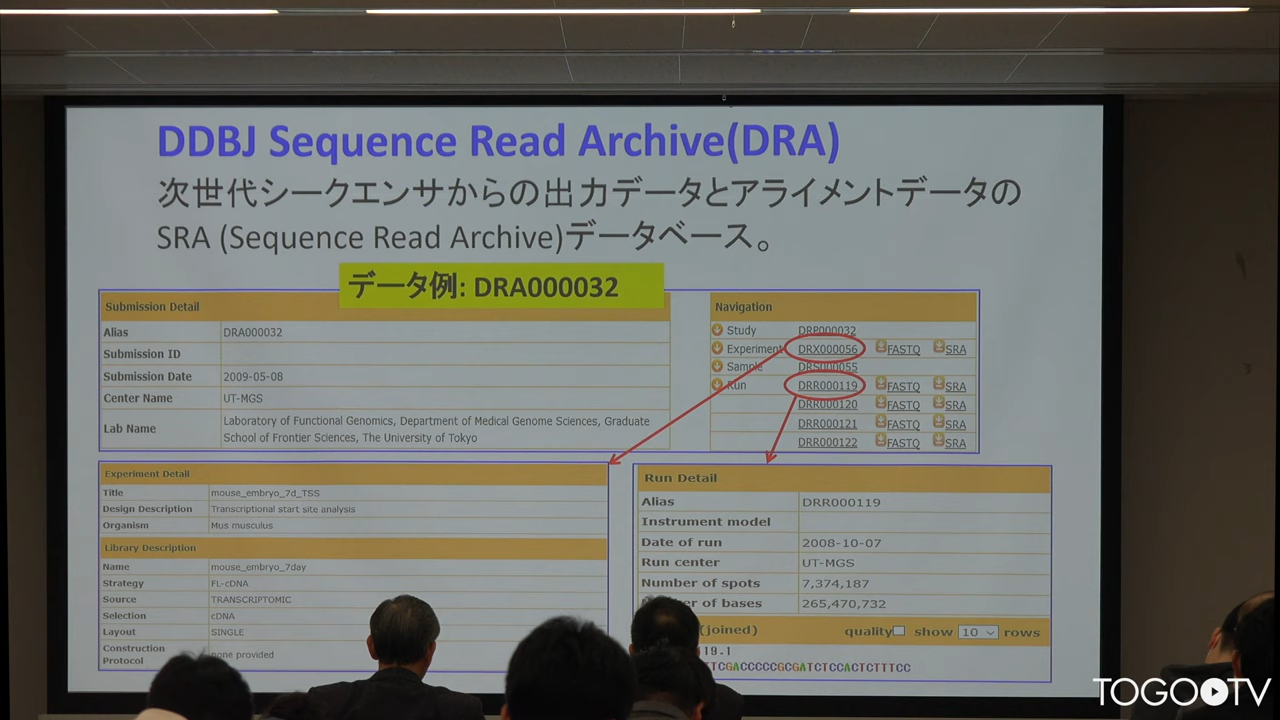 DDBJ Sequence Read Archive(DRA)
次世代シークエンサからの出力データとアライメントデータの
SRA (Sequence Read Archive)データベース。
データ例: DRA000032
Submission Detail
Alias DRA000032
Submission ID
Submission Date 2009-05-08
Center Name UT-MGS
Lab Name Laboratory of Functional Genomics, Department of Medical Genome Sciences, Graduate
School of Frontier Sciences, The University of Tokyo
Navigation
Study DRP000032
Experiment DRX000056 FASTQ SRA
Sample DRS000055
Run DRR000119 FASTQ SRA
DRR000120 FASTQ SRA
DRR000121 FASTQ SRA
DRR000122 FASTQ SRA
Experiment Detail
Title mouse_embryo_7d_TSS
Design Description Transcriptional start site analysis
Organism Mus musculus
Library Description
Name mouse_embryo_7day
Strategy FL-cDNA
Source TRANSCRIPTOMIC
Selection cDNA
Layout SINGLE
Construction
Protocol none provided
Run Detail
Alias DRR000119
Instrument model
Date of run 2008-10-07
Run center UT-MGS
Number of spots 7,374,187
er of bases 265,470,732
(joined) quality show 10 rows
19.1
TCGACCCCCGCGATCTCCACTCTTTCC
TOGOTV